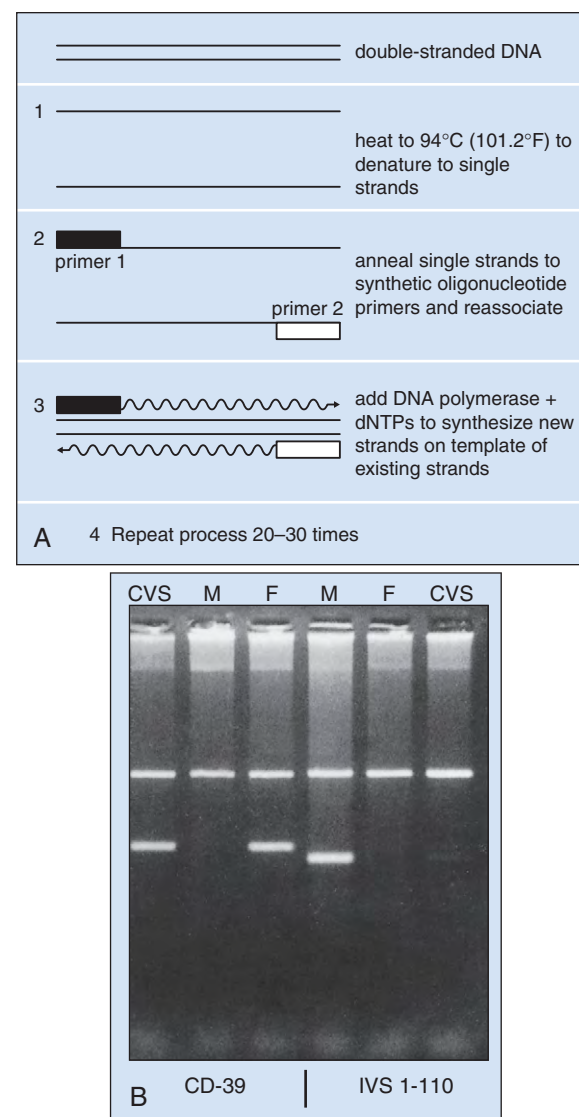 double-stranded DNA
1
heat to 94°C (101.2°F) to
denature to single
strands
2
primer 1
primer 2
anneal single strands to
synthetic oligonucleotide
primers and reassociate
3
add DNA polymerase +
dNTPs to synthesize new
strands on template of
existing strands
A 4 Repeat process 20–30 times
CVS M F M F CVS
B CD-39 IVS 1-110